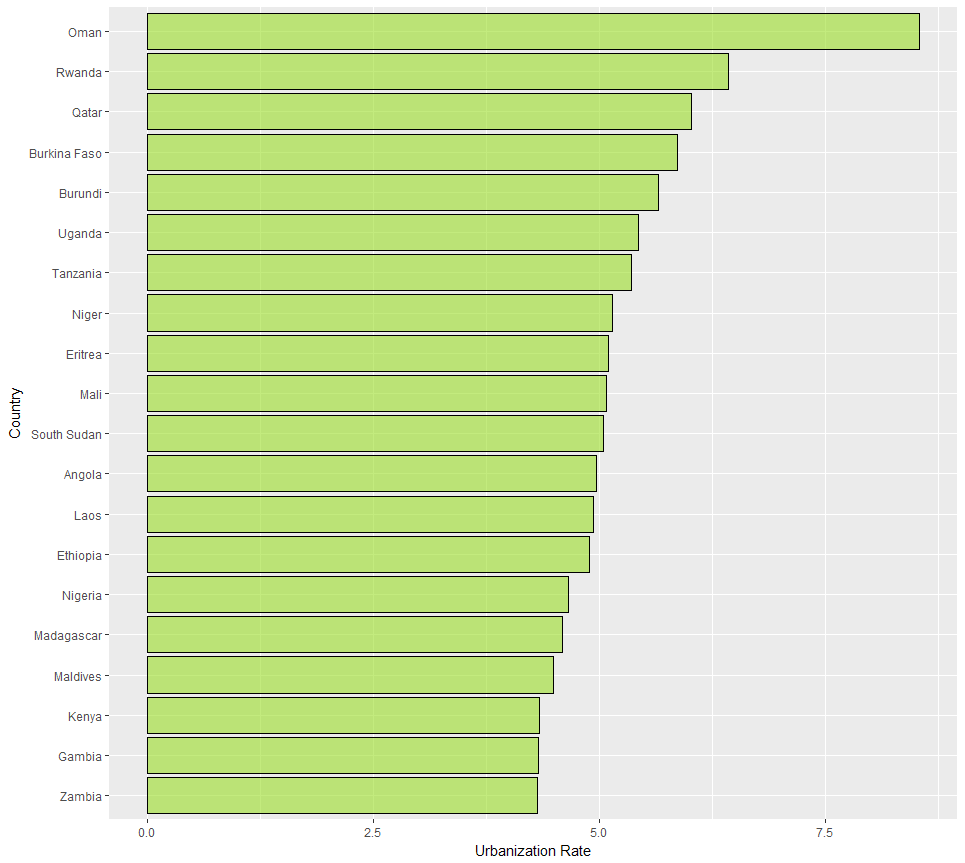 Oman
Rwanda
Qatar
Burkina Faso
Burundi
Uganda
Tanzania
Niger
Eritrea
Mali
South Sudan
Angola
Laos
Ethiopia
Nigeria
Madagascar
Maldives
Kenya
Gambia
Zambia
Country
0.0 2.5 5.0 7.5
Urbanization Rate